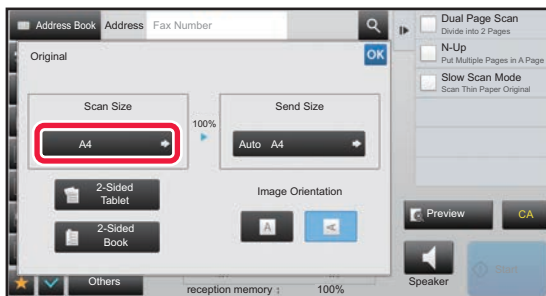 Address Book Address Fax Number
Original
OK
Scan Size
A4
100%
Send Size
Auto A4
2-Sided
Tablet
2-Sided
Book
Image Orientation
A
A
Others
reception memory : 100%
Dual Page Scan
Divide into 2 Pages
N-Up
Put Multiple Pages in A Page
Slow Scan Mode
Scan Thin Paper Original
Preview
CA
Speaker
Start